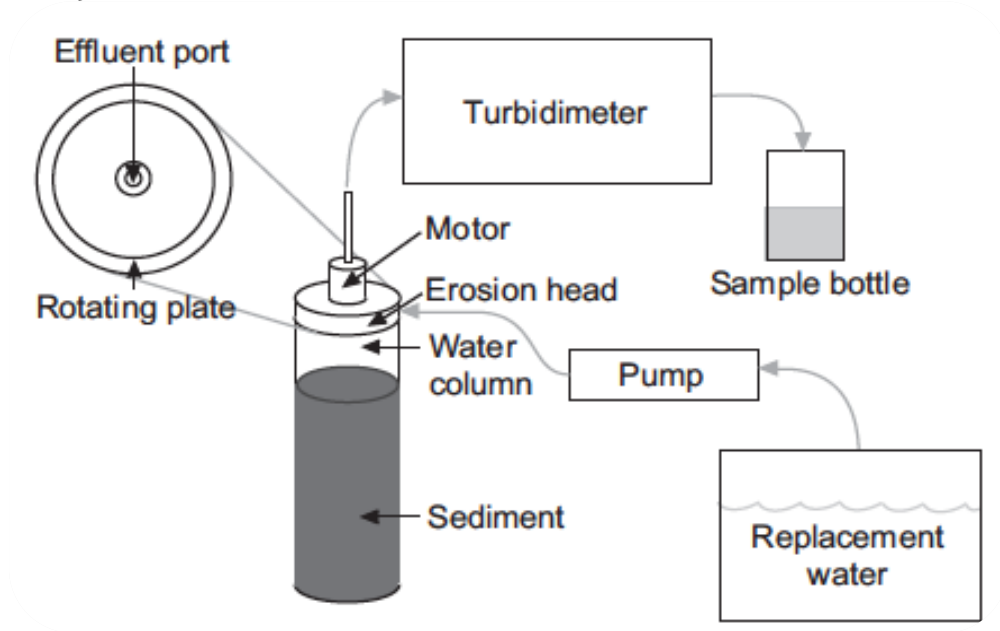 Effluent port
Turbidimeter
Motor
Sample bottle
Rotating plate
Erosion head
Water
column
Pump
Sediment
Replacement
water